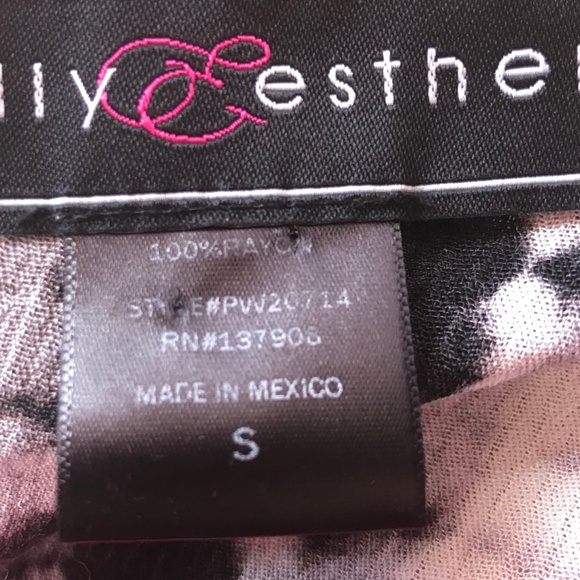 lly & esthe
100%RAYON
STYLE#PW20714
RN#137908
MADE IN MEXICO
S